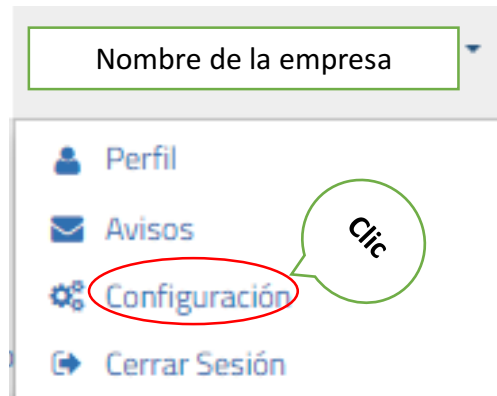 Nombre de la empresa
Perfil
Avisos
Clic
Configuración
Cerrar Sesión